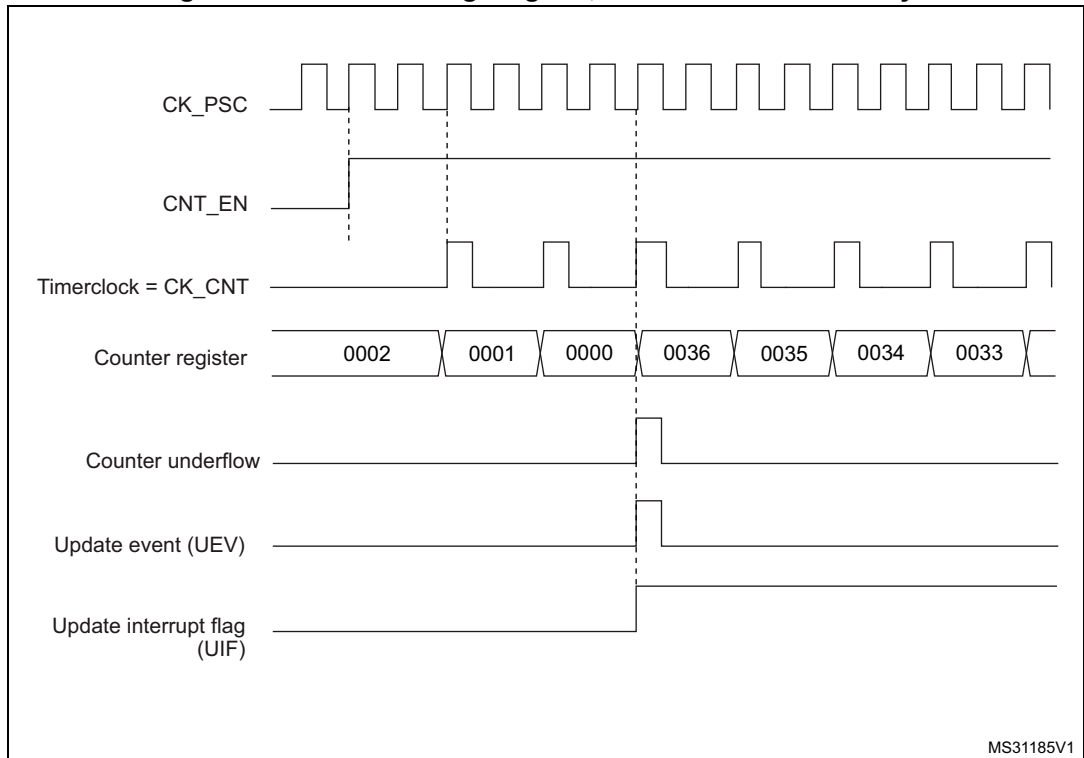 CK_PSC
CNT_EN
Timerclock = CK_CNT
Counter register 0002 0001 0000 0036 0035 0034 0033
Counter underflow
Update event (UEV)
Update interrupt flag
(UIF)
MS31185V1